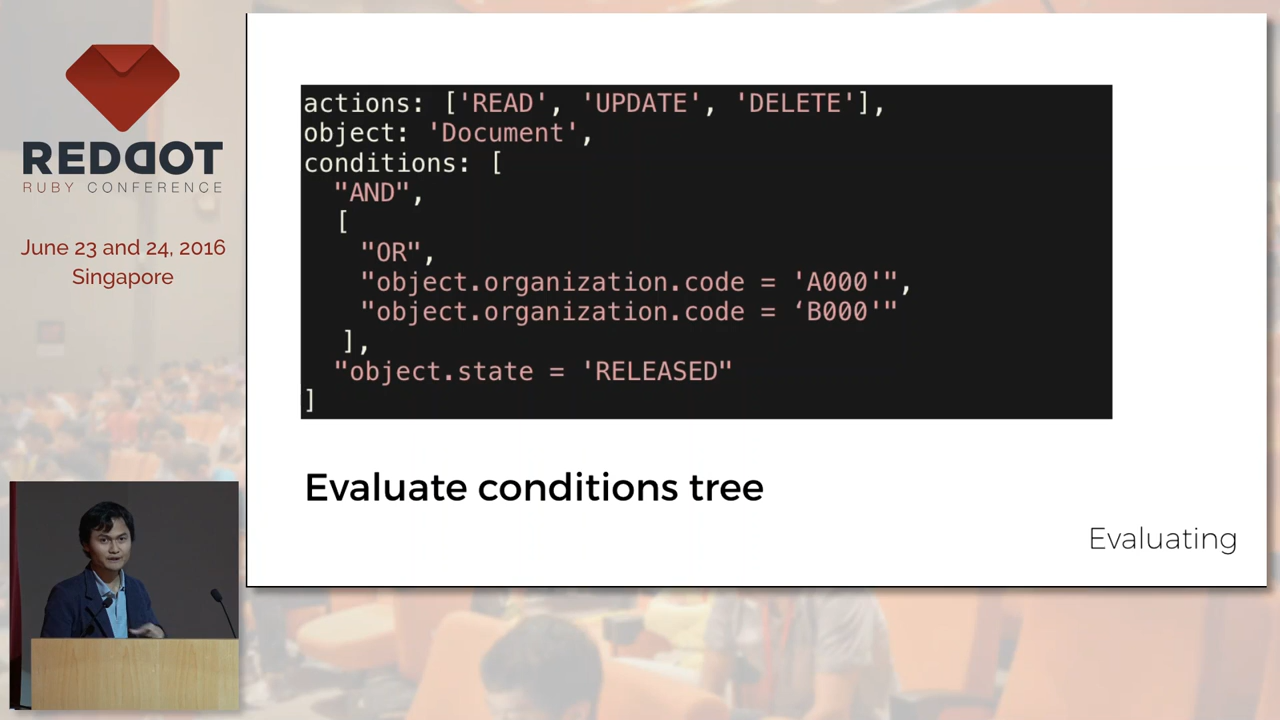 REDDOT
RUBY CONFERENCE
June 23 and 24, 2016
Singapore
actions: ['READ', 'UPDATE', 'DELETE'],
object: 'Document',
conditions: [
"AND",
[
"OR",
"object.organization.code = 'A000'",
"object.organization.code = ‘B000'"
],
"object.state = 'RELEASED"
]
Evaluate conditions tree
Evaluating